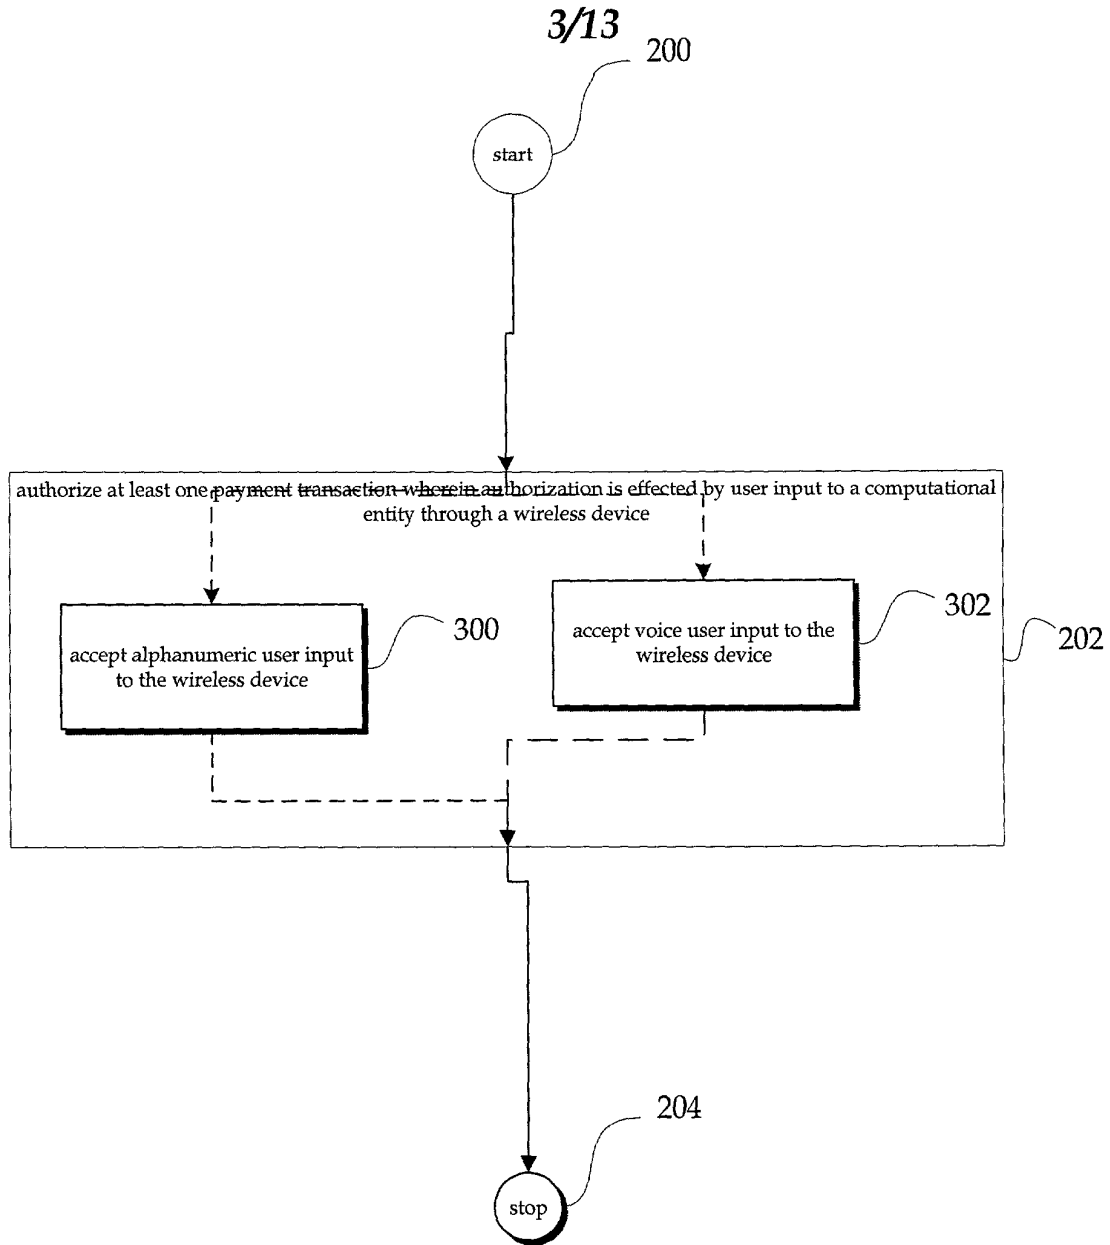 3/13
200
start
authorize at least one payment transaction wherein authorization is effected by user input to a computational
entity through a wireless device
accept alphanumeric user input
to the wireless device
300
accept voice user input to the
wireless device
302
202
204
stop